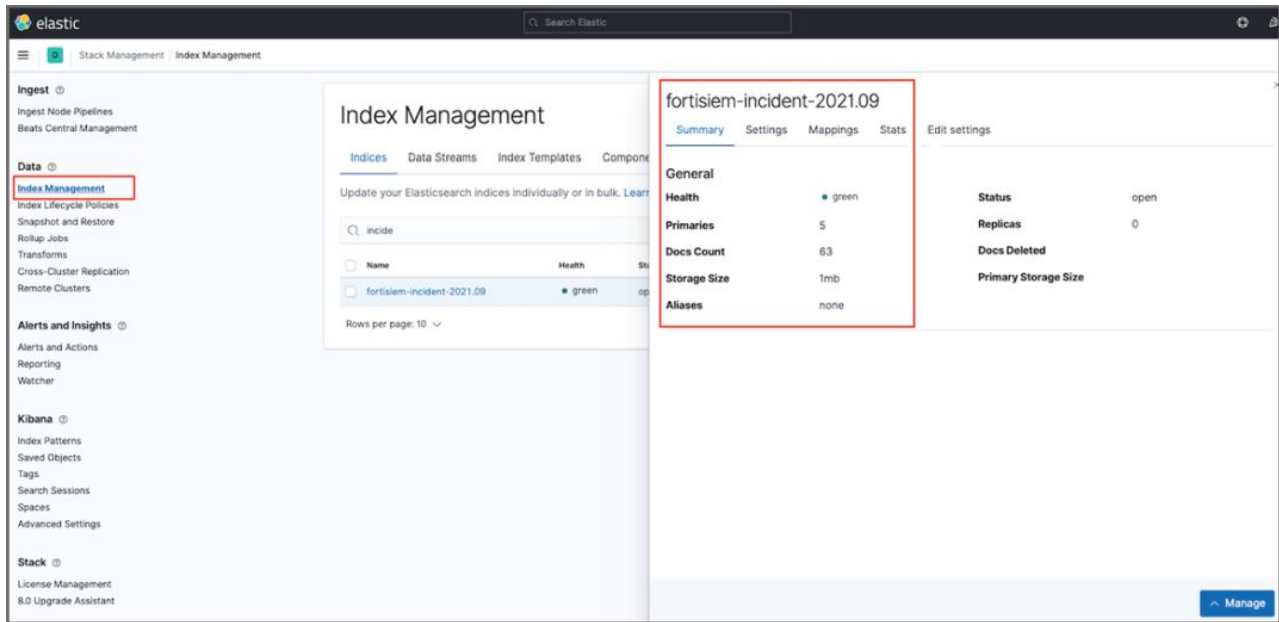 elastic
Search Elastic
D Stack Management / Index Management
Ingest
Ingest Node Pipelines
Beats Central Management
Data
Index Management
Index Lifecycle Policies
Snapshot and Restore
Rollup Jobs
Transforms
Cross-Cluster Replication
Remote Clusters
Alerts and Insights
Alerts and Actions
Reporting
Watcher
Kibana
Index Patterns
Saved Objects
Tags
Search Sessions
Spaces
Advanced Settings
Stack
License Management
8.0 Upgrade Assistant
Index Management
Indices Data Streams Index Templates Compone
Update your Elasticsearch indices individually or in bulk. Learr
incide
Name Health Sta
fortisiem-incident-2021.09 green op
Rows per page: 10
fortisiem-incident-2021.09
Summary Settings Mappings Stats Edit settings
General
Health green Status open
Primaries 5 Replicas 0
Docs Count 63 Docs Deleted
Storage Size 1mb Primary Storage Size
Aliases none
Manage